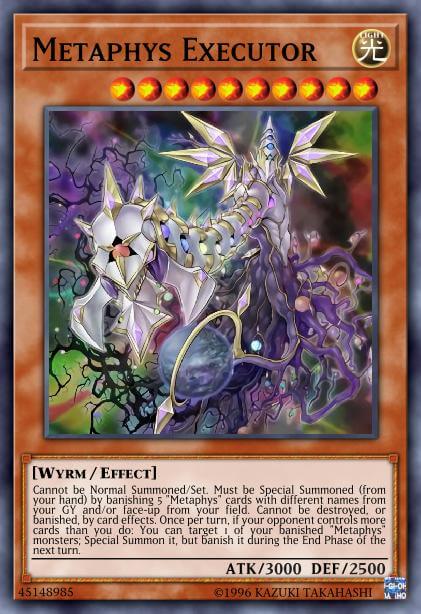 METAPHYS EXECUTOR
LIGHT
光
[WYRM / EFFECT]
Cannot be Normal Summoned/Set. Must be Special Summoned (from
your hand) by banishing 5 "Metaphys" cards with different names from
your GY and/or face-up from your field. Cannot be destroyed, or
banished, by card effects. Once per turn, if your opponent controls more
cards than you do: You can target 1 of your banished "Metaphys"
monsters; Special Summon it, but banish it during the End Phase of the
next turn.
ATK/3000 DEF/2500
45148985
©1996 KAZUKI TAKAHASHI